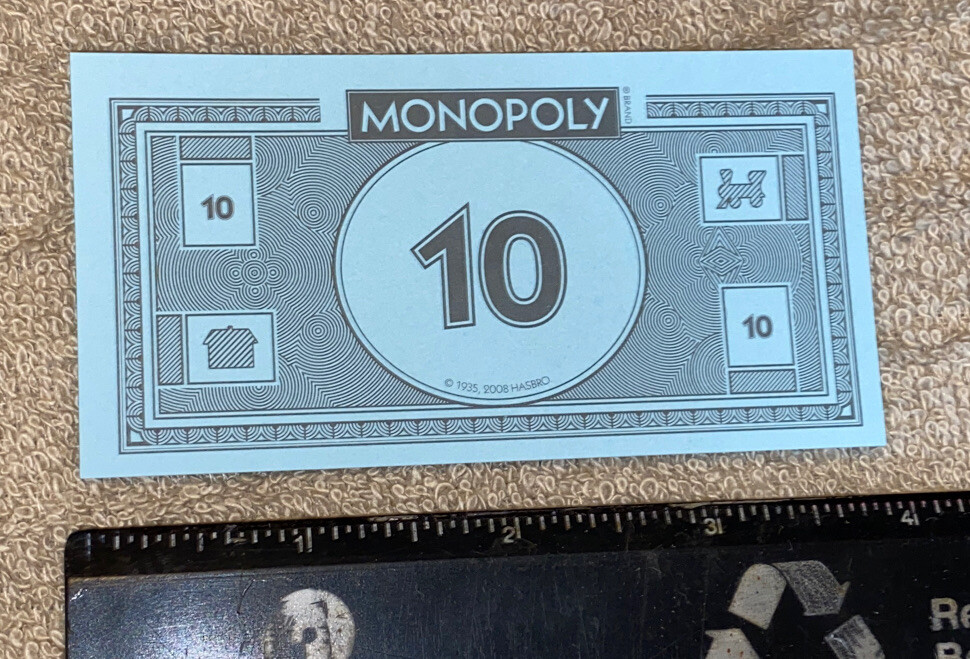 MONOPOLY
® BRAND
10
10
10
© 1935, 2008 HASBRO
1 2 3 4
Re